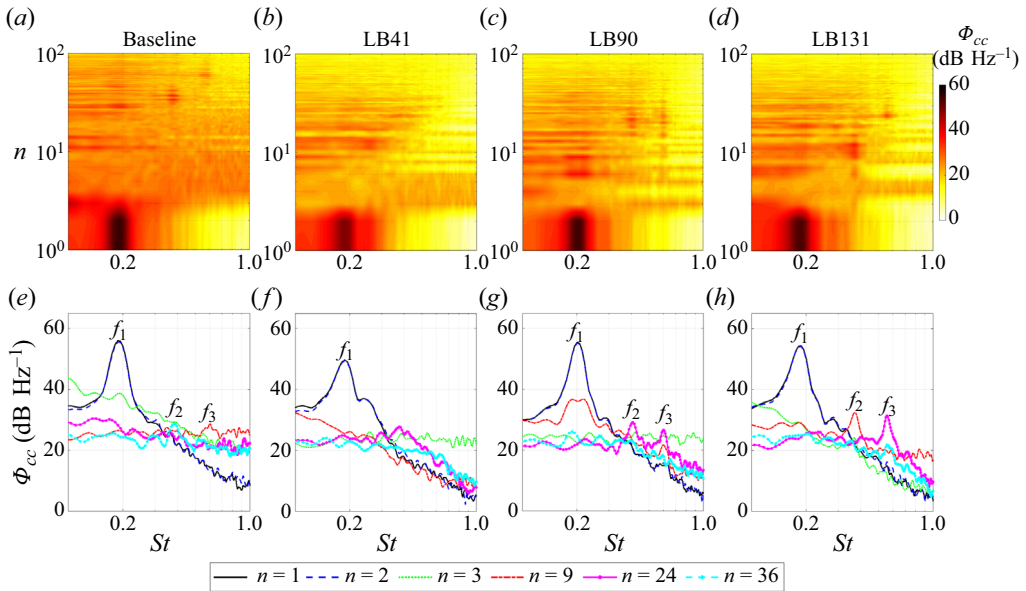 (a) (b) (c) (d)
Baseline LB41 LB90 LB131 Φcc
(dB Hz⁻¹)
10² 10² 10² 10² 60
n 10¹ 10¹ 10¹ 10¹ 40
20
10⁰ 10⁰ 10⁰ 10⁰ 0
0.2 1.0 0.2 1.0 0.2 1.0 0.2 1.0
(e) (f) (g) (h)
60 60 60 60
f₁ f₁ f₁ f₁
Φcc (dB Hz⁻¹)
40 40 40 40
f₂ f₃ f₂ f₃ f₂ f₃
20 20 20 20
0 0 0 0
0.2 1.0 0.2 1.0 0.2 1.0 0.2 1.0
St St St St
n = 1 n = 2 n = 3 n = 9 n = 24 n = 36